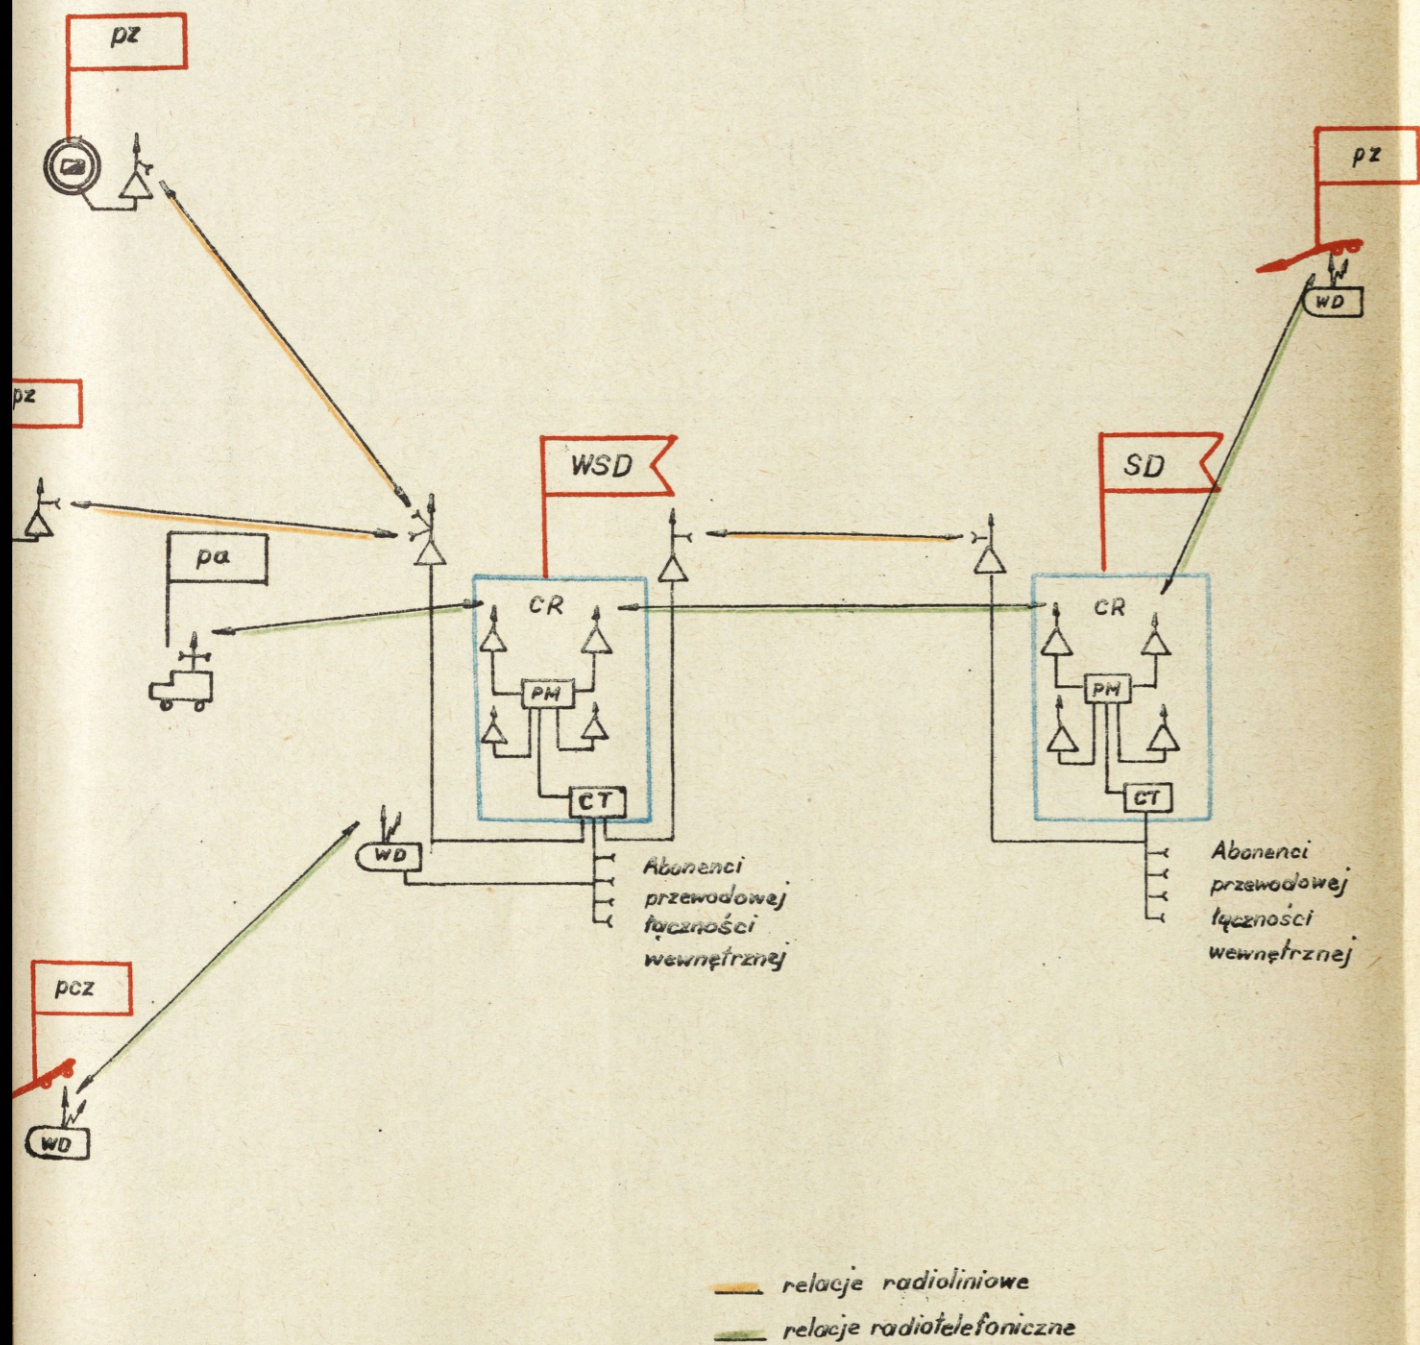 pz
pz
pz
WSD
SD
pa
CR
CR
PM
PM
CT
CT
WD
WD
Abonenci
przewodowej
łączności
wewnętrznej
Abonenci
przewodowej
łączności
wewnętrznej
pcz
WD
relacje radioliniowe
relacje radiotelefoniczne